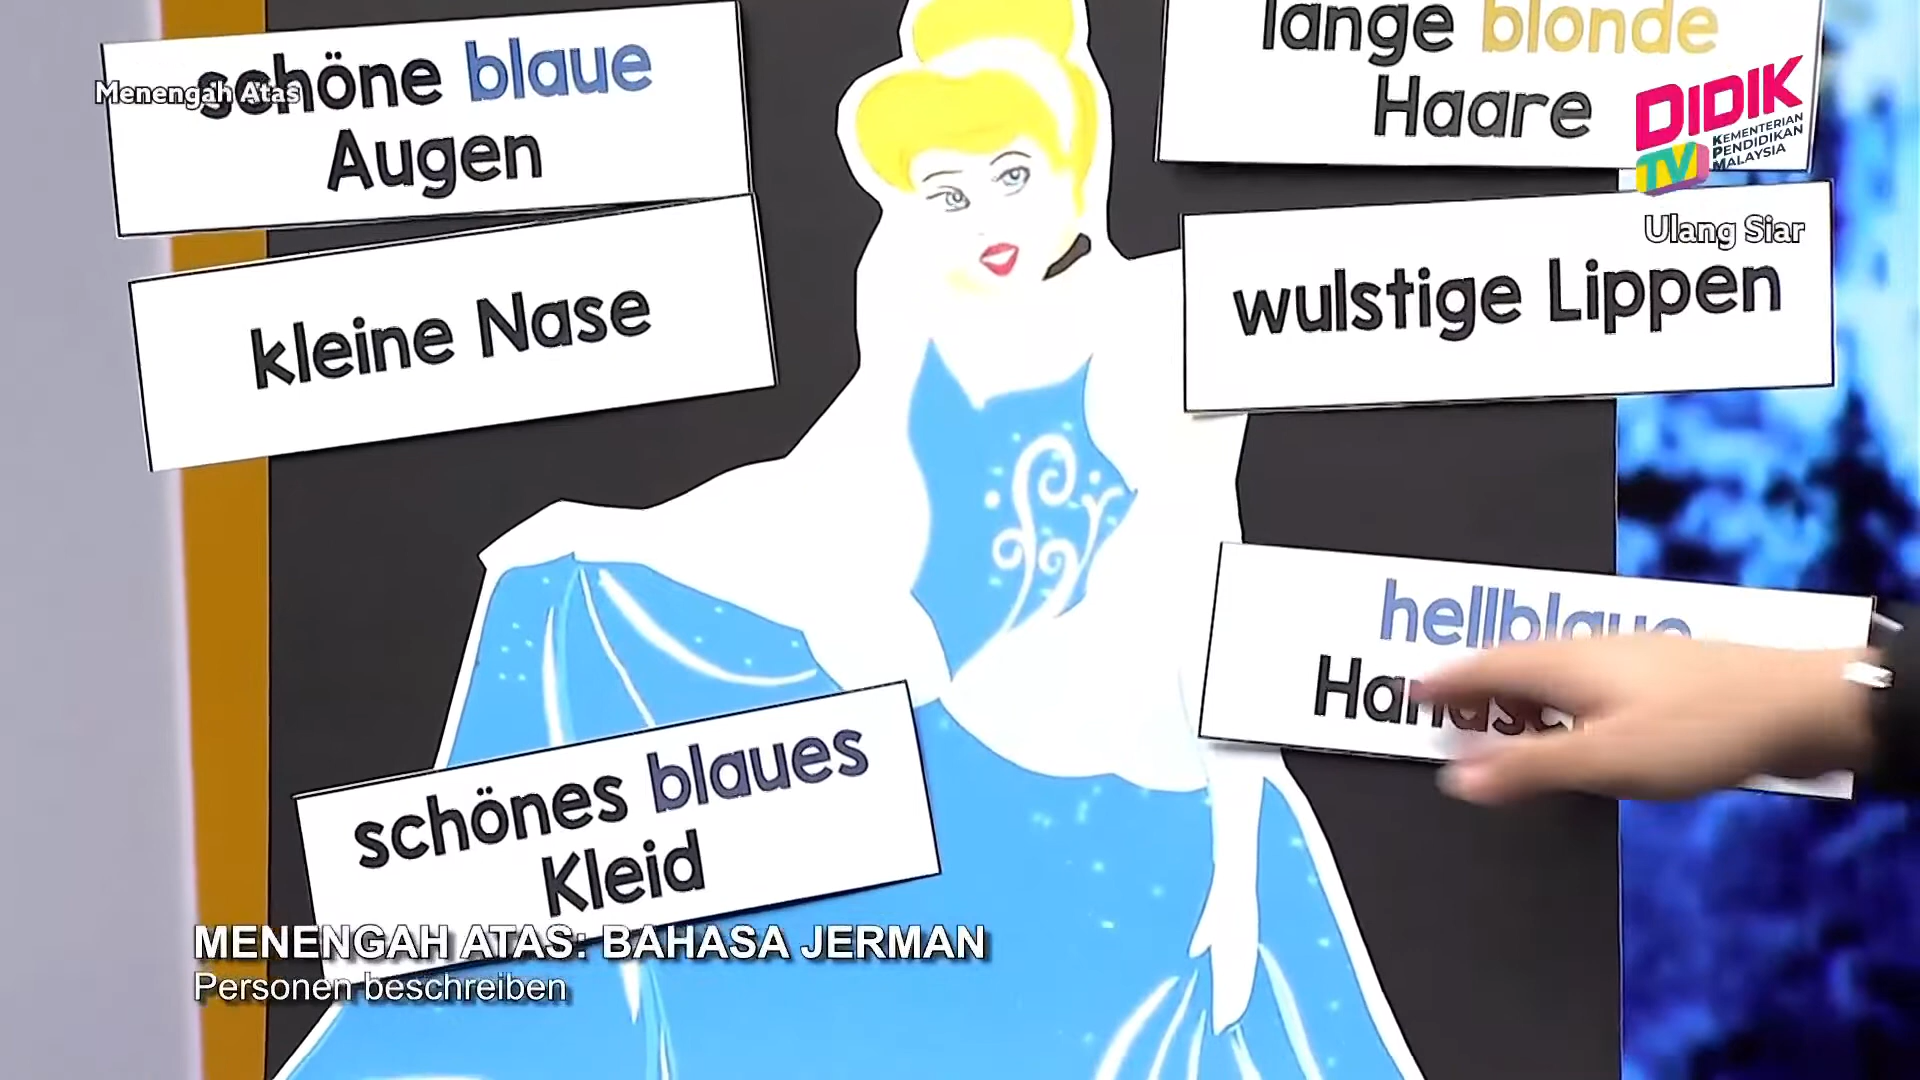 schöne blaue
Augen
Menengah Atas
lange blonde
Haare
DIDIK
TV
KEMENTERIAN
PENDIDIKAN
MALAYSIA
Ulang Siar
kleine Nase
wulstige Lippen
hellblaue
schönes blaues
Kleid
MENENGAH ATAS: BAHASA JERMAN
Personen beschreiben